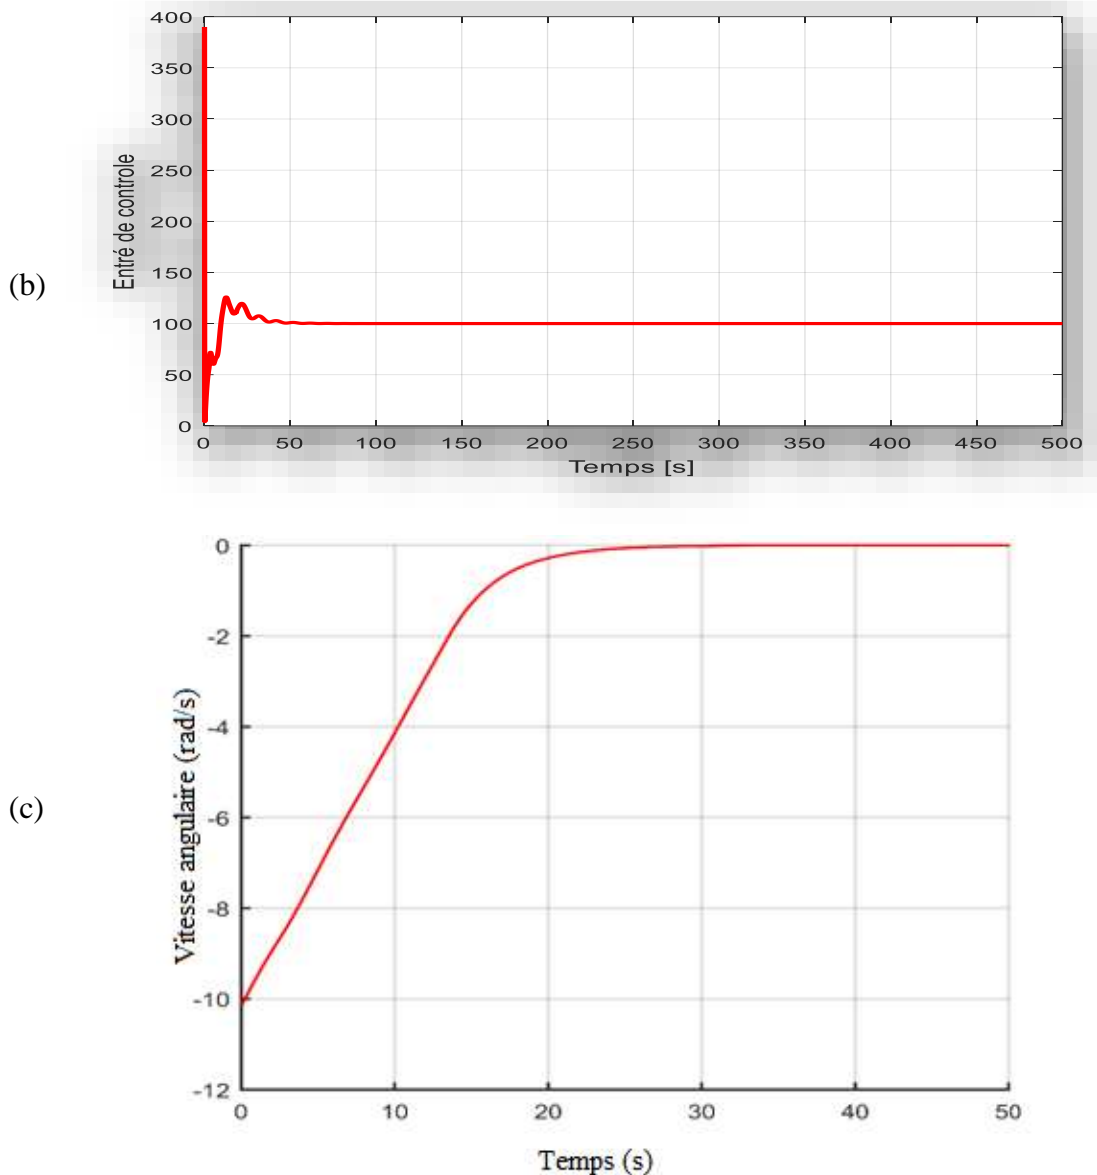 (b)
Entré de controle
400
350
300
250
200
150
100
50
0
0 50 100 150 200 250 300 350 400 450 500
Temps [s]
(c)
Vitesse angulaire (rad/s)
0
-2
-4
-6
-8
-10
-12
0 10 20 30 40 50
Temps (s)